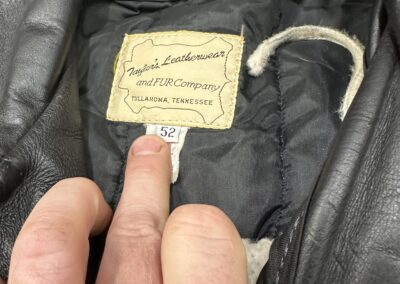 Taylor's Leatherwear
and FUR Company
TULLAHOMA, TENNESSEE
52